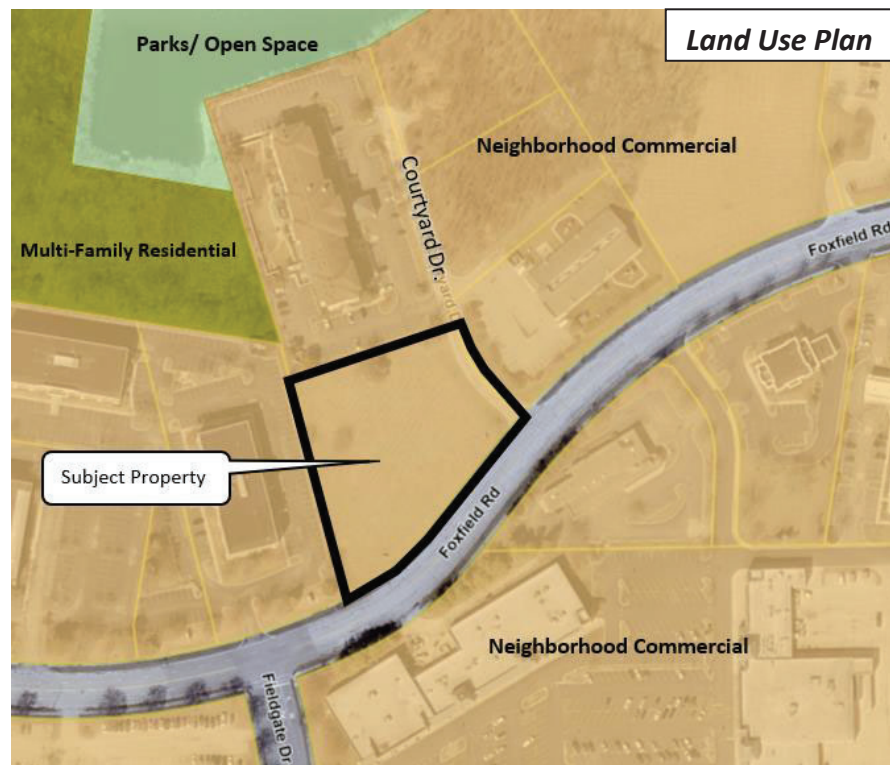 Land Use Plan
Parks/ Open Space
Neighborhood Commercial
Courtyard Dr.
yard
Foxfield Rd
Multi-Family Residential
Subject Property
Foxfield Rd
Neighborhood Commercial
Fieldgate Dr